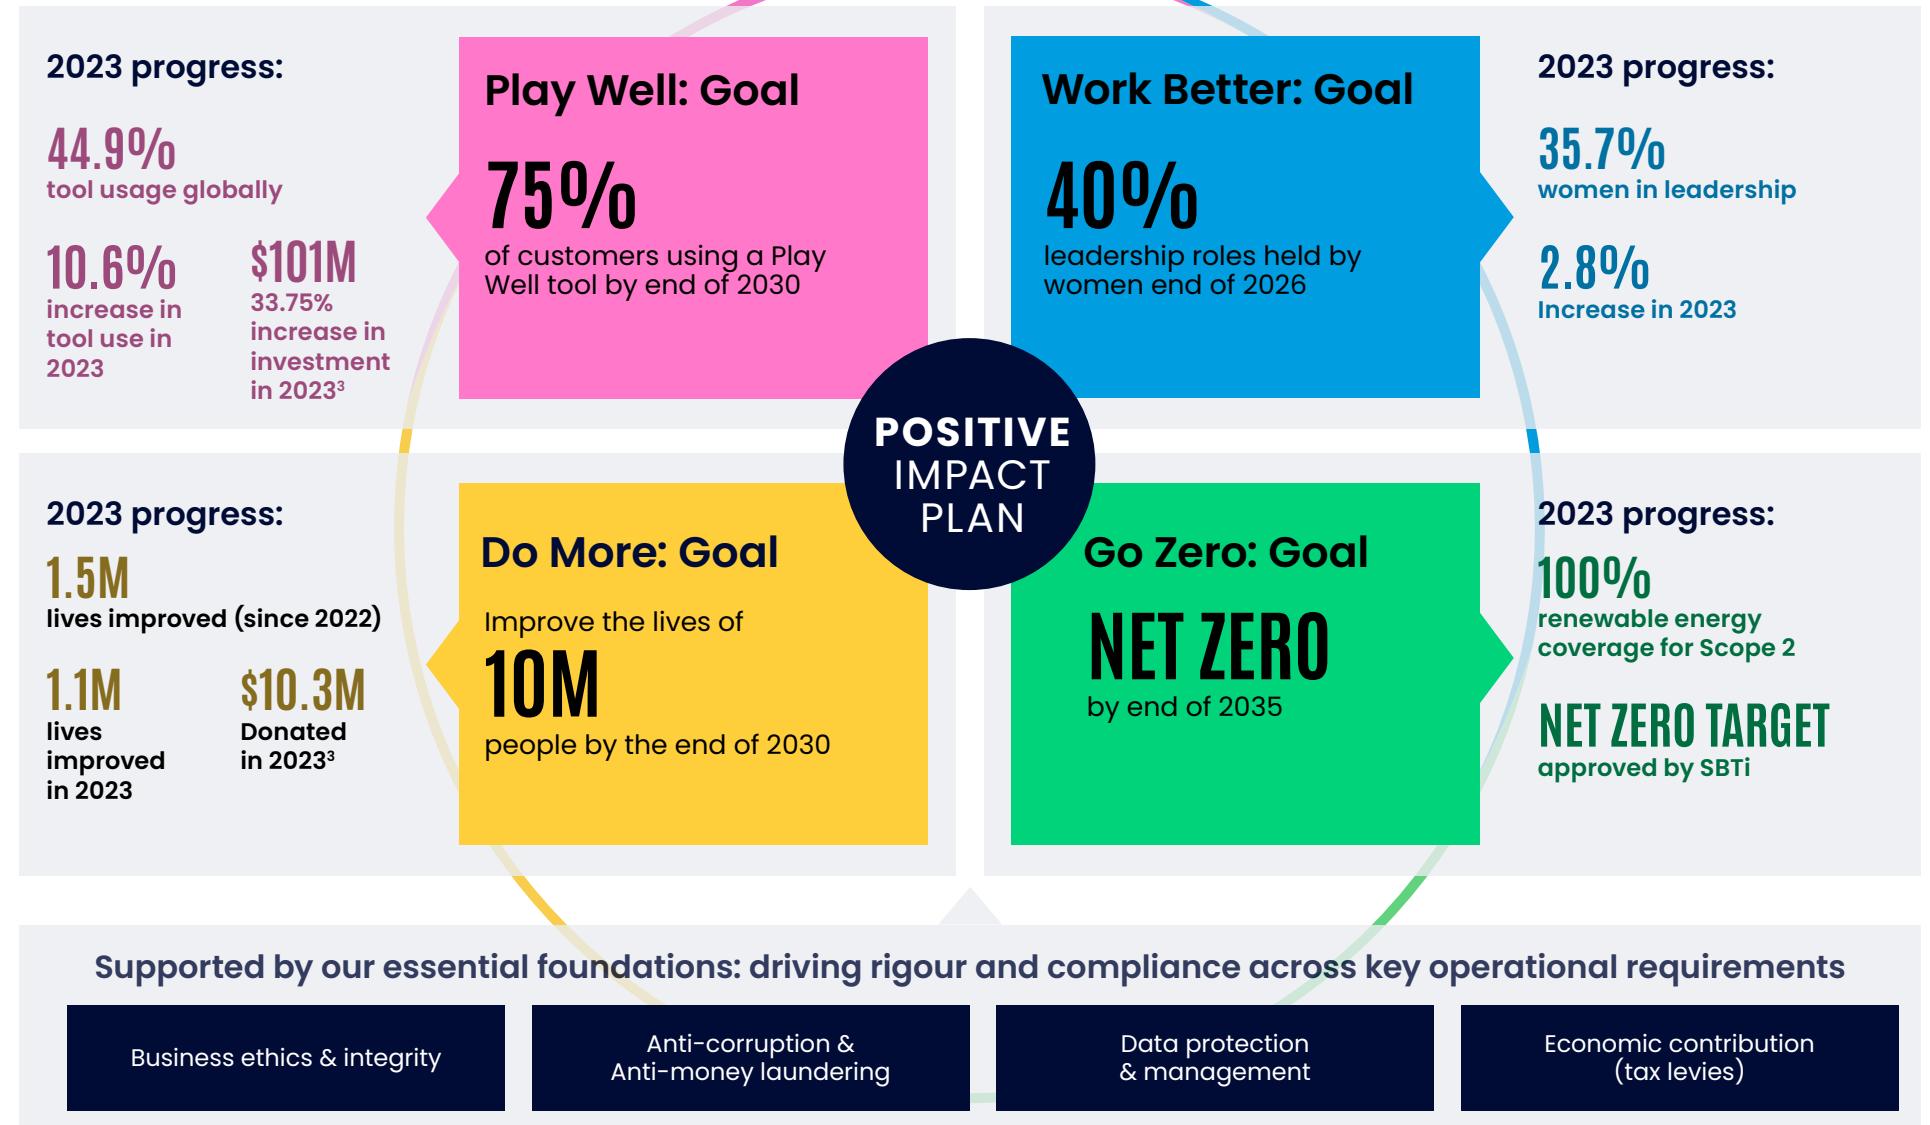 2023 progress:
44.9%
tool usage globally
10.6%
increase in
tool use in
2023
$101M
33.75%
increase in
investment
in 2023³
Play Well: Goal
75%
of customers using a Play
Well tool by end of 2030
Work Better: Goal
40%
leadership roles held by
women end of 2026
2023 progress:
35.7%
women in leadership
2.8%
Increase in 2023
POSITIVE
IMPACT
PLAN
2023 progress:
1.5M
lives improved (since 2022)
1.1M
lives
improved
in 2023
$10.3M
Donated
in 2023³
Do More: Goal
Improve the lives of
10M
people by the end of 2030
Go Zero: Goal
NET ZERO
by end of 2035
2023 progress:
100%
renewable energy
coverage for Scope 2
NET ZERO TARGET
approved by SBTi
Supported by our essential foundations: driving rigour and compliance across key operational requirements
Business ethics & integrity
Anti-corruption &
Anti-money laundering
Data protection
& management
Economic contribution
(tax levies)